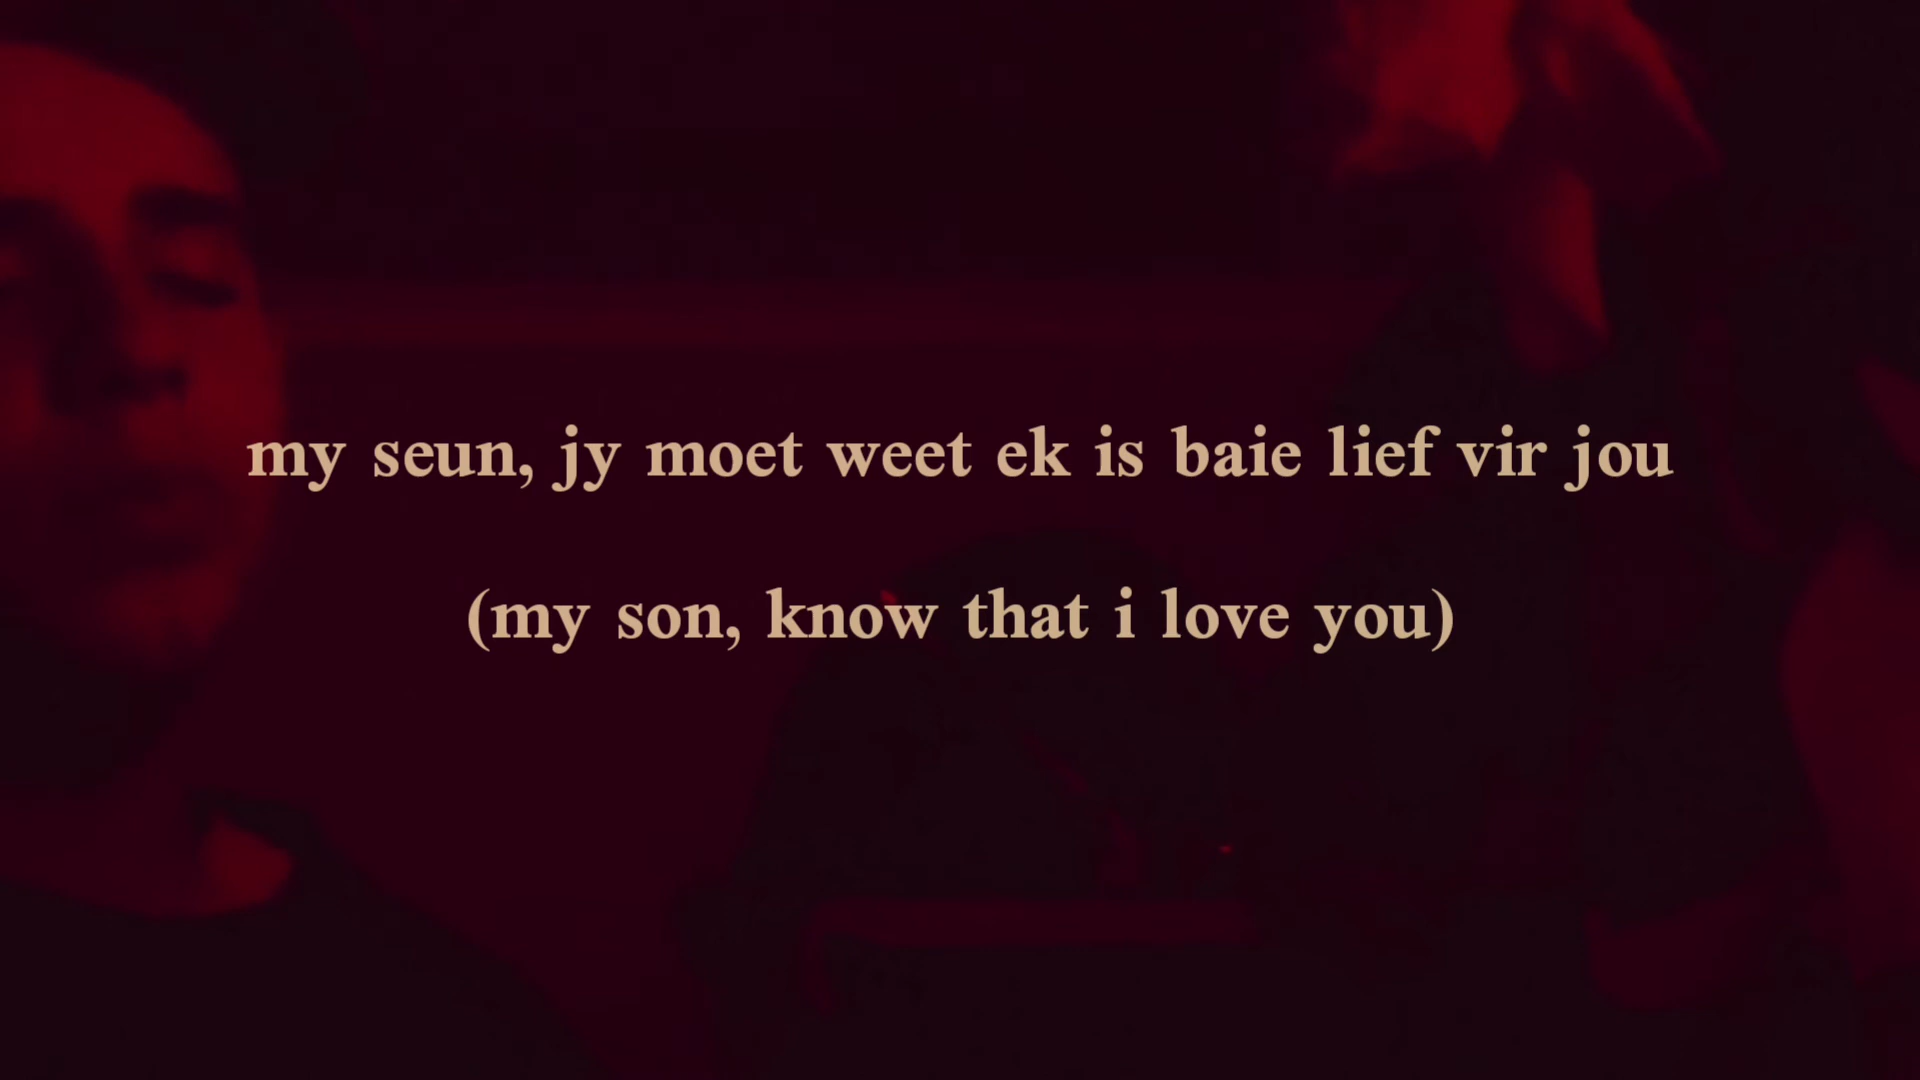 my seun, jy moet weet ek is baie lief vir jou
(my son, know that i love you)